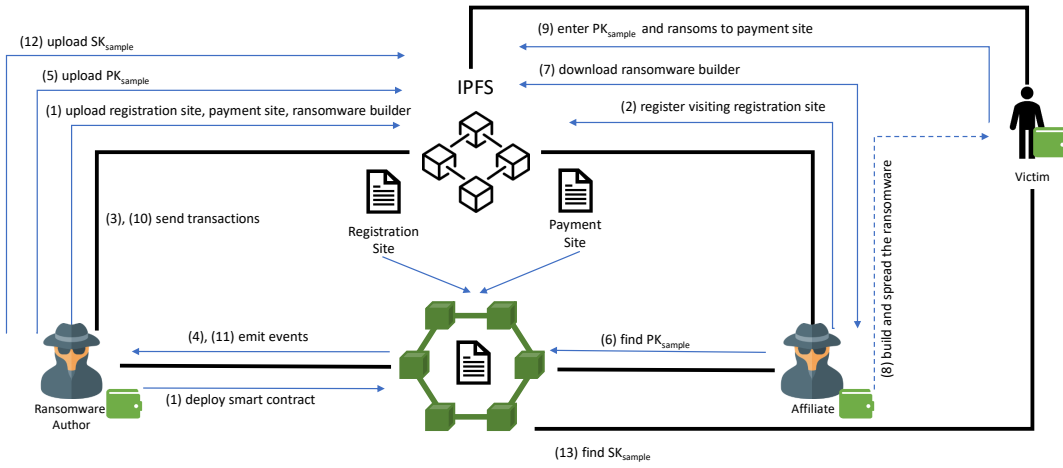 (12) upload SKsample
(9) enter PKsample and ransoms to payment site
(5) upload PKsample
(7) download ransomware builder
IPFS
(1) upload registration site, payment site, ransomware builder
(2) register visiting registration site
Victim
(3), (10) send transactions
Registration
Site
Payment
Site
(8) build and spread the ransomware
(4), (11) emit events
(6) find PKsample
(1) deploy smart contract
Ransomware
Author
Affiliate
(13) find SKsample